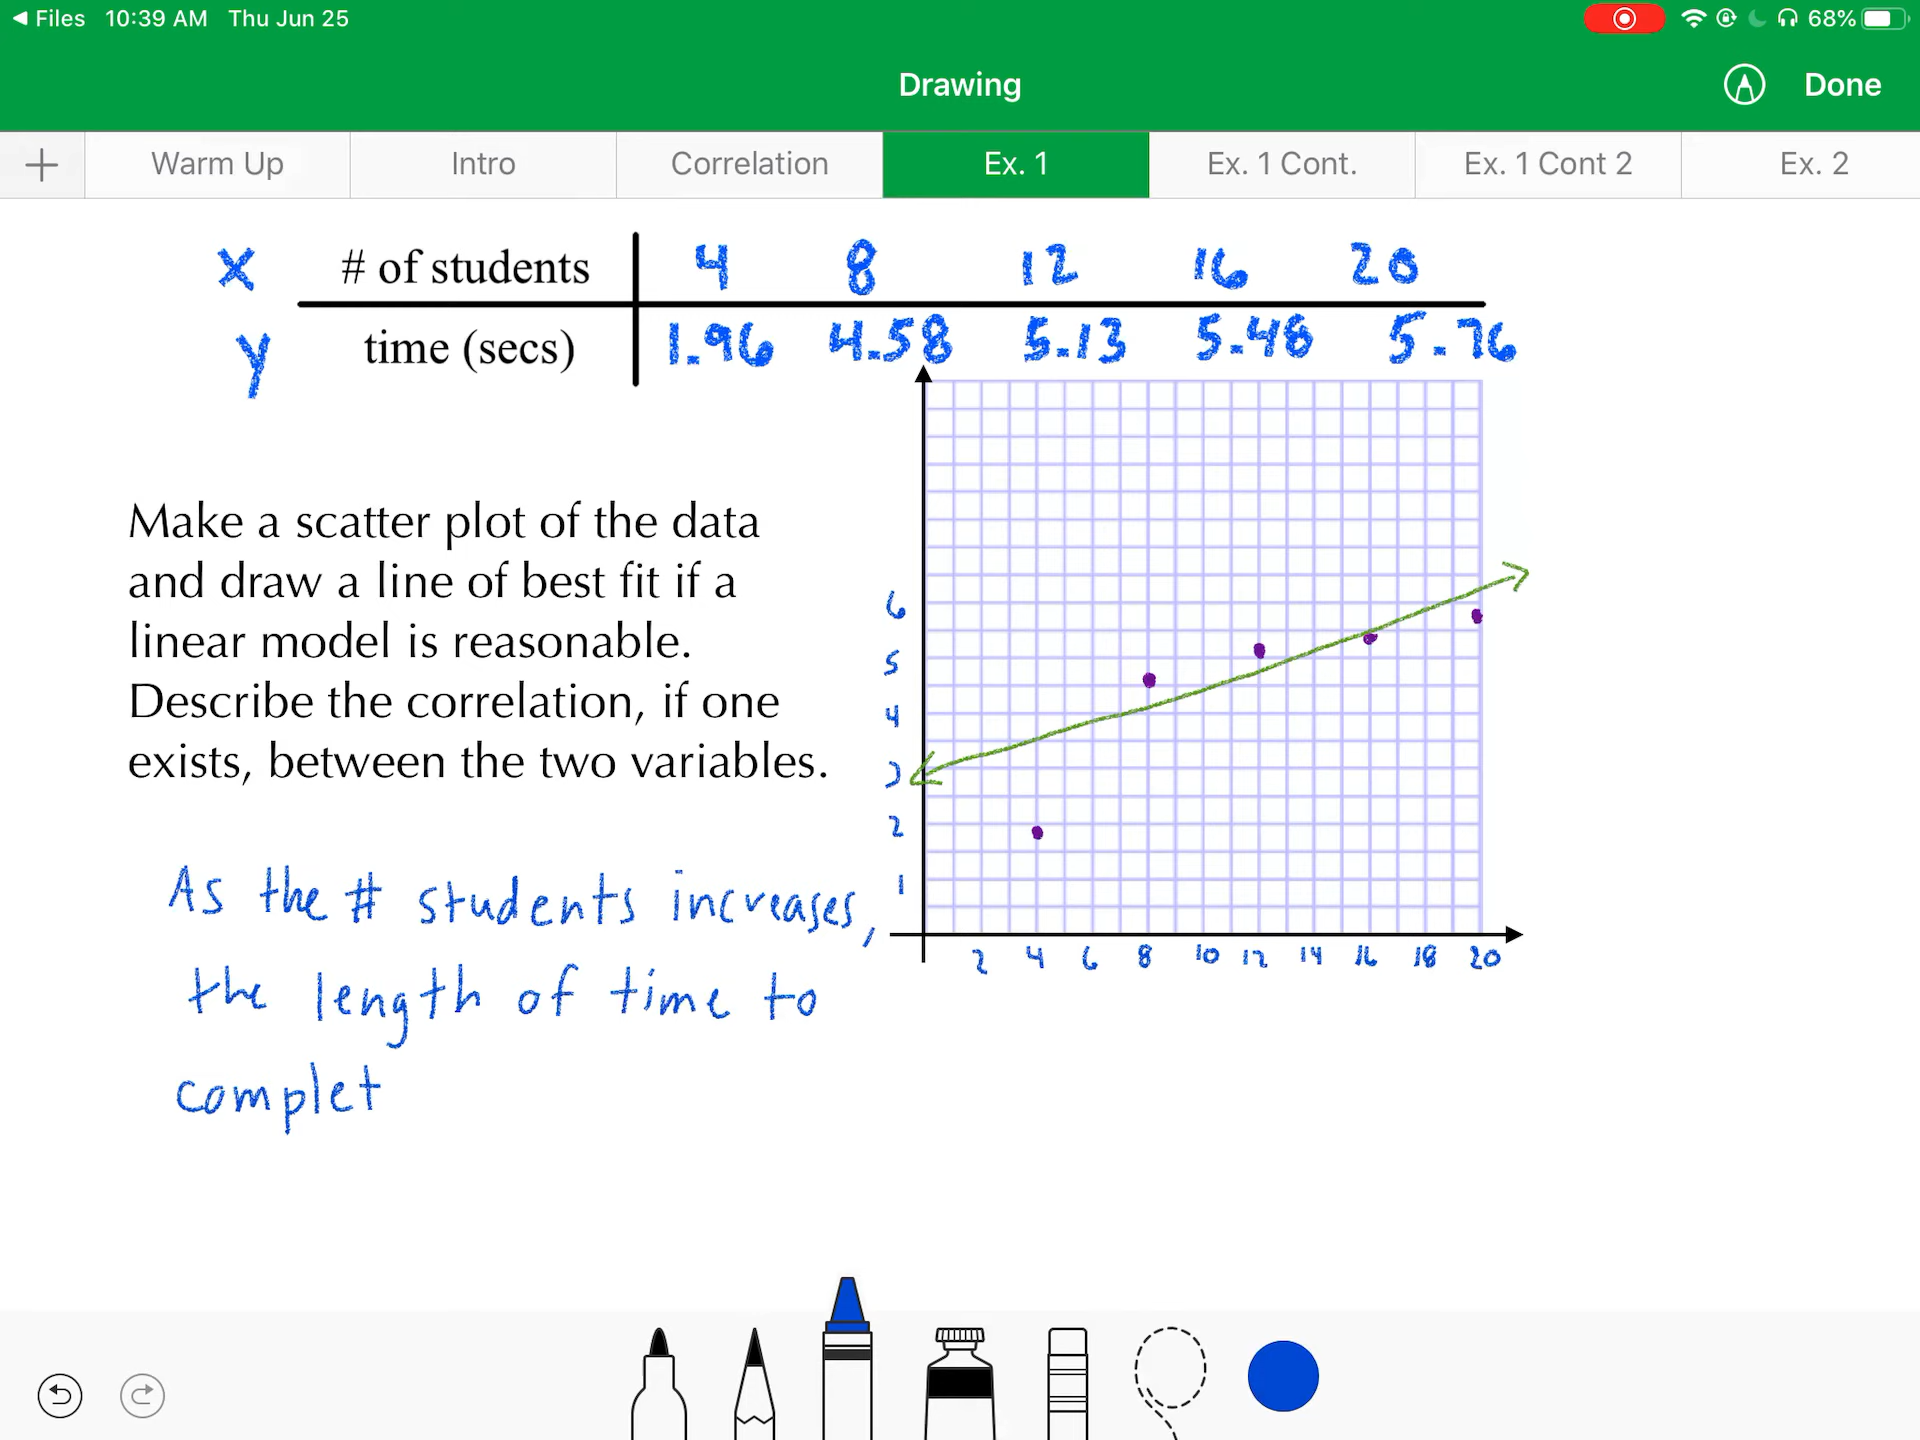 Files 10:39 AM Thu Jun 25 68%
Drawing Done
Warm Up Intro Correlation Ex. 1 Ex. 1 Cont. Ex. 1 Cont 2 Ex. 2
x # of students 4 8 12 16 20
y time (secs) 1.96 4.58 5.13 5.48 5.76
Make a scatter plot of the data
and draw a line of best fit if a
linear model is reasonable.
Describe the correlation, if one
exists, between the two variables.
As the # students increases,
the length of time to
complet
6
5
4
3
2
1
2 4 6 8 10 12 14 16 18 20